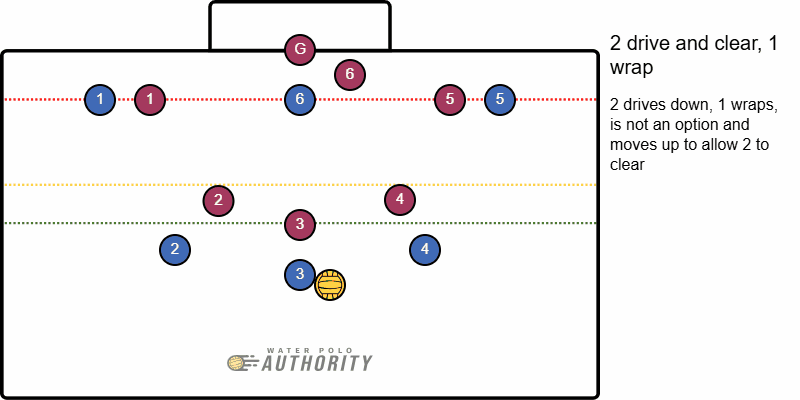 G
6
1
1
6
5
5
2
4
3
2
4
3
WATER POLO
AUTHORITY
2 drive and clear, 1
wrap
2 drives down, 1 wraps,
is not an option and
moves up to allow 2 to
clear